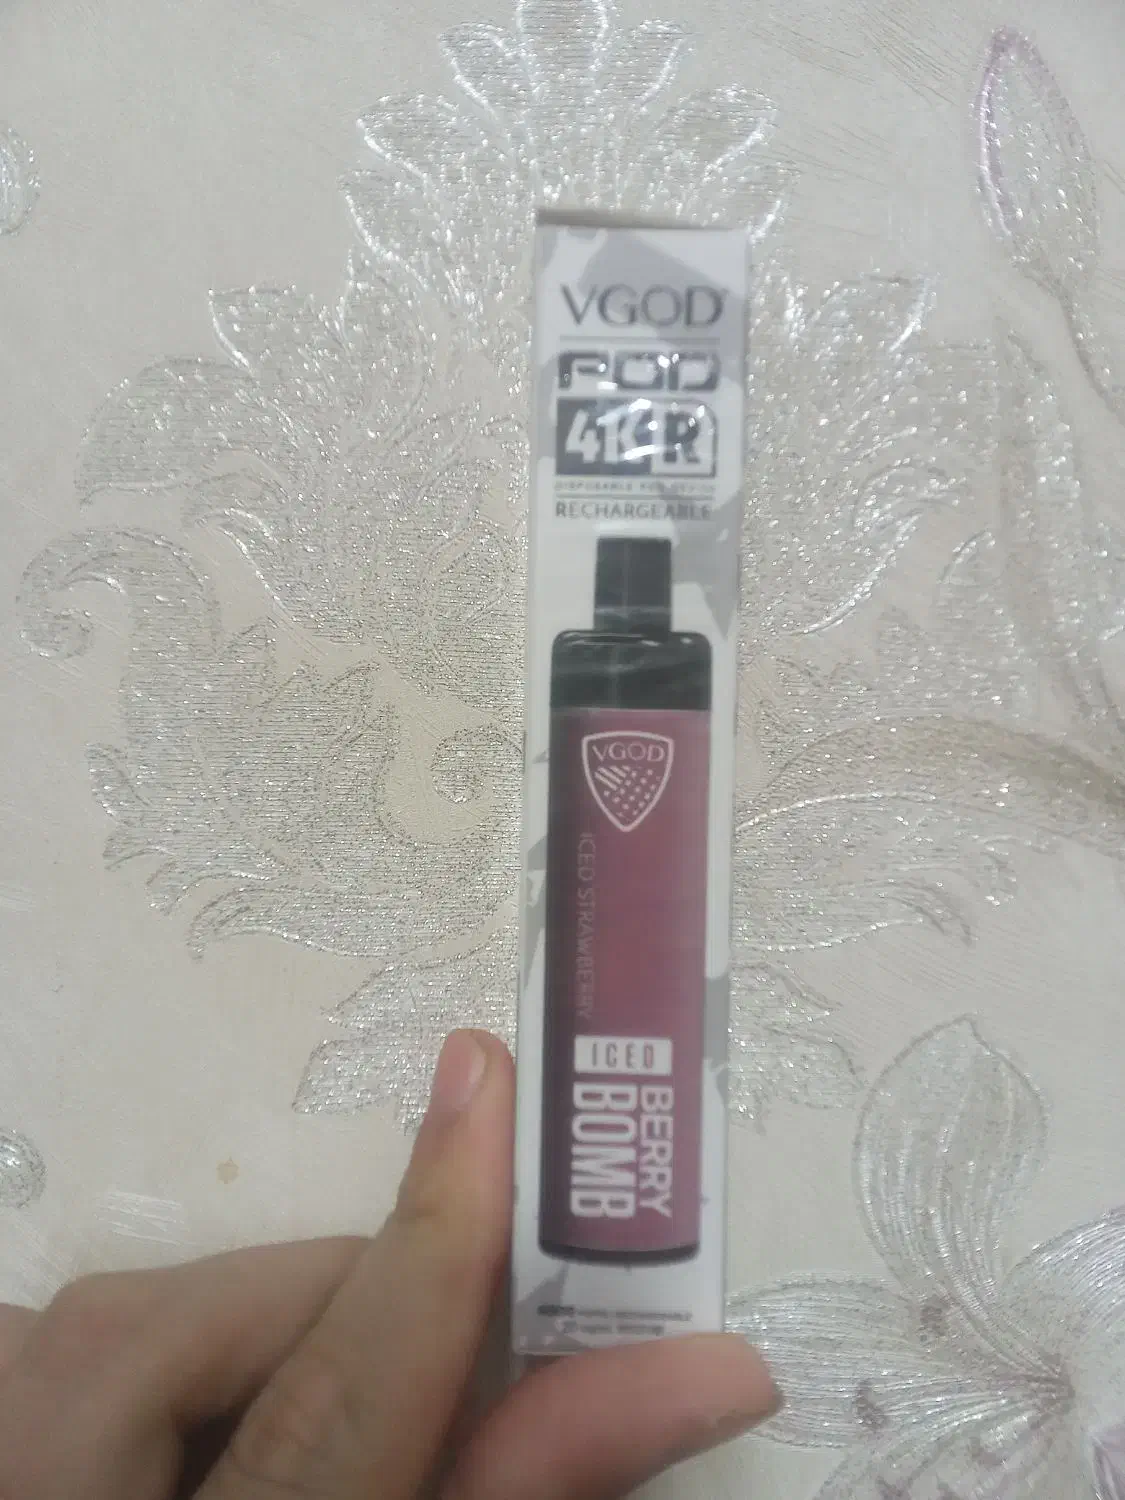 VGOD
POD
4K-R
DISPOSABLE POD DEVICE
RECHARGEABLE
VGOD
ICED STRAWBERRY
ICED
BERRY
BOMB